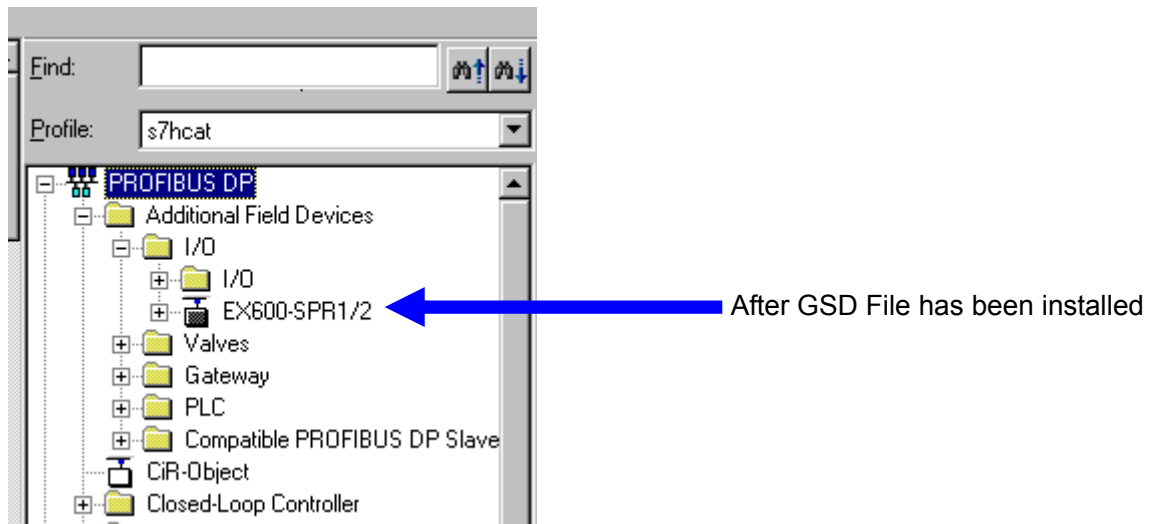 Find:
Profile: s7hcat
PROFIBUS DP
Additional Field Devices
I/O
I/O
EX600-SPR1/2
After GSD File has been installed
Valves
Gateway
PLC
Compatible PROFIBUS DP Slave
CiR-Object
Closed-Loop Controller